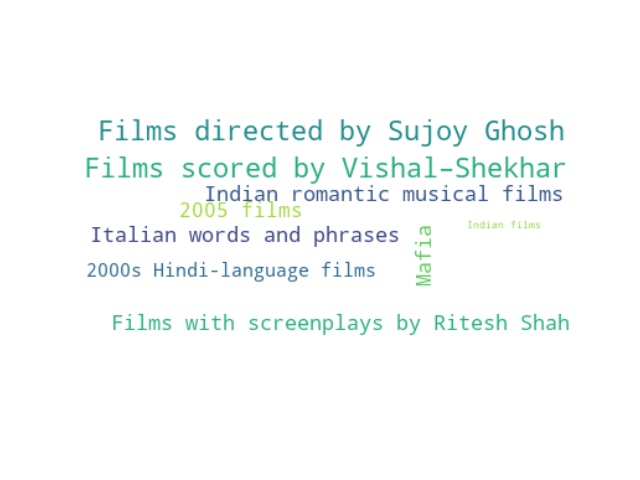 Films directed by Sujoy Ghosh
Films scored by Vishal–Shekhar
Indian romantic musical films
2005 films
Indian films
Italian words and phrases
Mafia
2000s Hindi-language films
Films with screenplays by Ritesh Shah